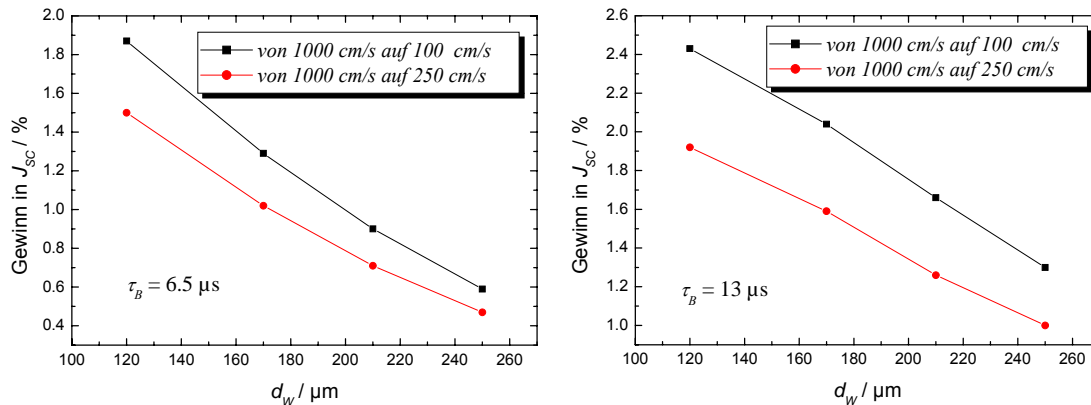 von 1000 cm/s auf 100 cm/s
von 1000 cm/s auf 250 cm/s
Gewinn in J_SC / %
2.0
1.8
1.6
1.4
1.2
1.0
0.8
0.6
0.4
τ_B = 6.5 µs
100 120 140 160 180 200 220 240 260
d_W / µm
von 1000 cm/s auf 100 cm/s
von 1000 cm/s auf 250 cm/s
Gewinn in J_SC / %
2.6
2.4
2.2
2.0
1.8
1.6
1.4
1.2
1.0
τ_B = 13 µs
100 120 140 160 180 200 220 240 260
d_W / µm